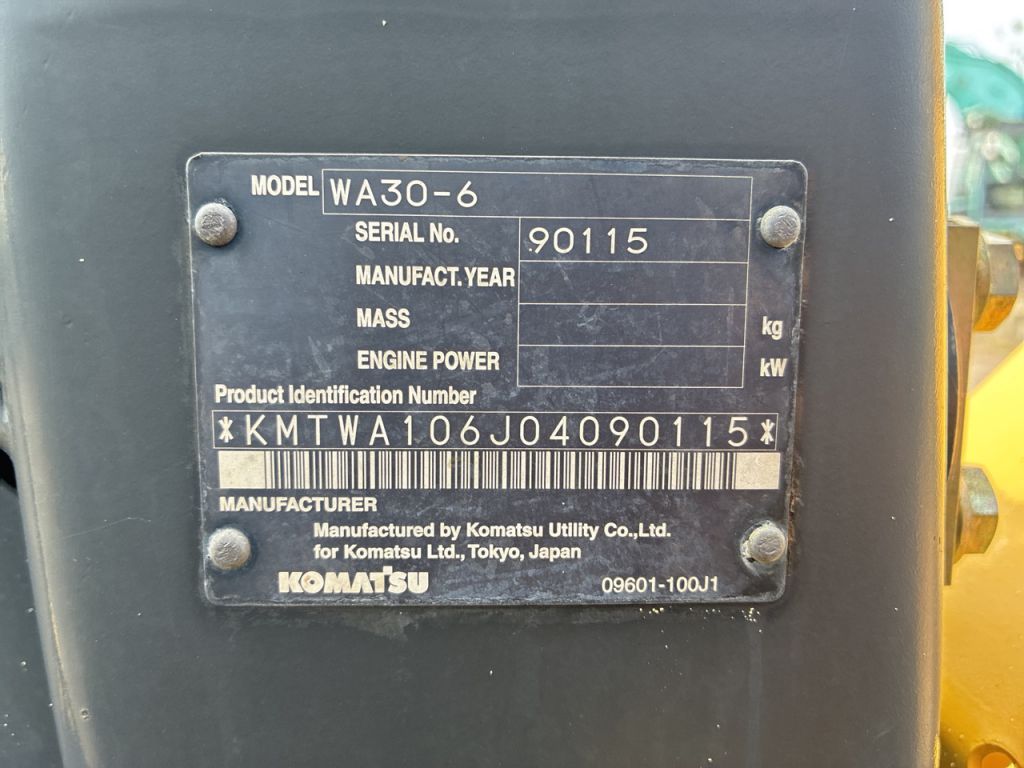 MODEL WA30-6
SERIAL No. 90115
MANUFACT. YEAR
MASS kg
ENGINE POWER kW
Product Identification Number
*KMTWA106J04090115*
MANUFACTURER
Manufactured by Komatsu Utility Co.,Ltd.
for Komatsu Ltd., Tokyo, Japan
KOMATSU 09601-100J1